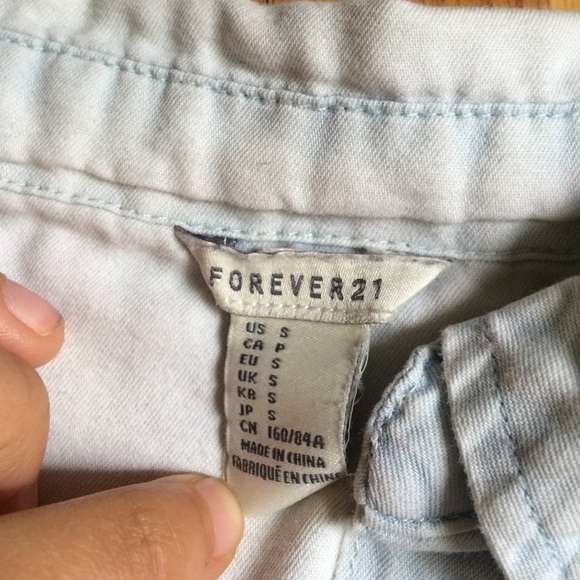 FOREVER21
US S
CA P
EU S
UK S
KR S
JP S
CN 160/84A
MADE IN CHINA
FABRIQUÉ EN CHINE